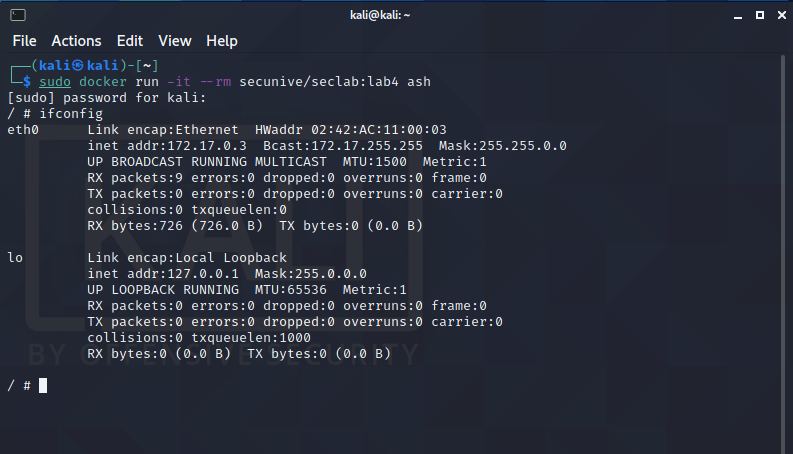 kali@kali: ~
File Actions Edit View Help
┌──(kali㉿kali)-[~]
└─$ sudo docker run -it --rm secunive/seclab:lab4 ash
[sudo] password for kali:
/ # ifconfig
eth0      Link encap:Ethernet  HWaddr 02:42:AC:11:00:03
          inet addr:172.17.0.3  Bcast:172.17.255.255  Mask:255.255.0.0
          UP BROADCAST RUNNING MULTICAST  MTU:1500  Metric:1
          RX packets:9 errors:0 dropped:0 overruns:0 frame:0
          TX packets:0 errors:0 dropped:0 overruns:0 carrier:0
          collisions:0 txqueuelen:0
          RX bytes:726 (726.0 B)  TX bytes:0 (0.0 B)
lo        Link encap:Local Loopback
          inet addr:127.0.0.1  Mask:255.0.0.0
          UP LOOPBACK RUNNING  MTU:65536  Metric:1
          RX packets:0 errors:0 dropped:0 overruns:0 frame:0
          TX packets:0 errors:0 dropped:0 overruns:0 carrier:0
          collisions:0 txqueuelen:1000
          RX bytes:0 (0.0 B)  TX bytes:0 (0.0 B)
/ #
KALI
BY OFFENSIVE SECURITY